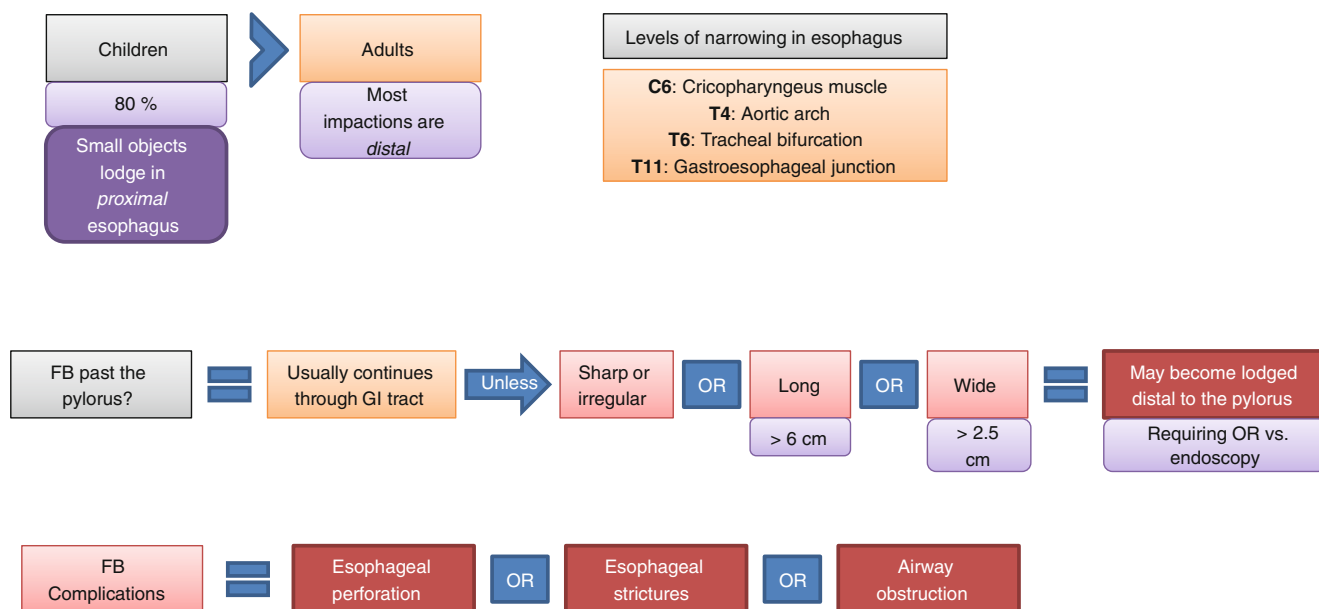 Children
80 %
Small objects
lodge in
proximal
esophagus
Adults
Most
impactions are
distal
Levels of narrowing in esophagus
C6: Cricopharyngeus muscle
T4: Aortic arch
T6: Tracheal bifurcation
T11: Gastroesophageal junction
FB past the
pylorus?
Usually continues
through GI tract
Unless
Sharp or
irregular
OR
Long
> 6 cm
OR
Wide
> 2.5
cm
May become lodged
distal to the pylorus
Requiring OR vs.
endoscopy
FB
Complications
Esophageal
perforation
OR
Esophageal
strictures
OR
Airway
obstruction